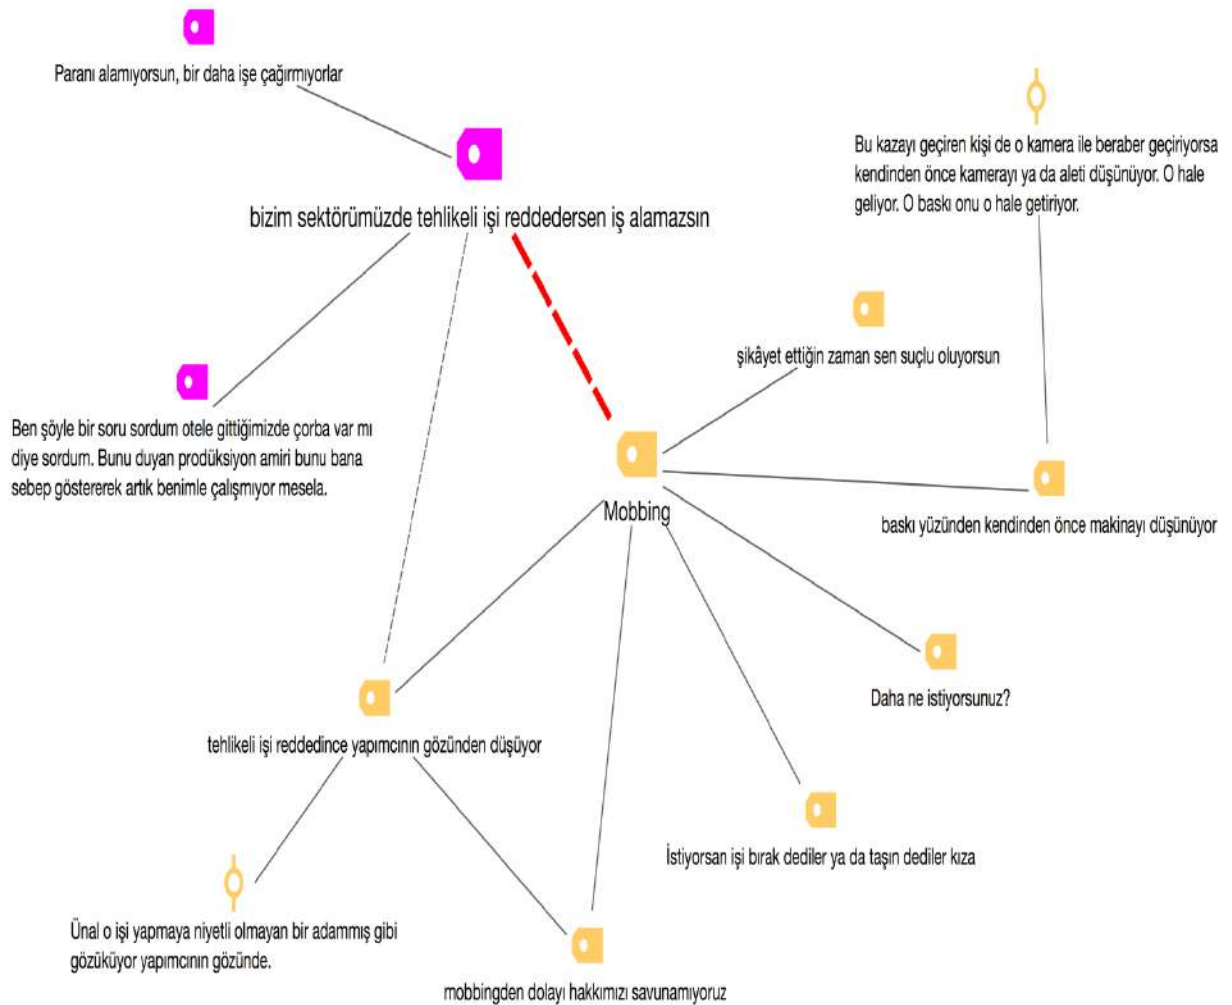 Paranı alamıyorsun, bir daha işe çağırmıyorlar
Bu kazayı geçiren kişi de o kamera ile beraber geçiriyorsa
kendinden önce kamerayı ya da aleti düşünüyor. O hale
geliyor. O baskı onu o hale getiriyor.
bizim sektörümüzde tehlikeli işi reddedersen iş alamazsın
şikâyet ettiğin zaman sen suçlu oluyorsun
Ben şöyle bir soru sordum otele gittiğimizde çorba var mı
diye sordum. Bunu duyan prodüksiyon amiri bunu bana
sebep göstererek artık benimle çalışmıyor mesela.
Mobbing
baskı yüzünden kendinden önce makinayı düşünüyor
Daha ne istiyorsunuz?
tehlikeli işi reddedince yapımcının gözünden düşüyor
İstiyorsan işi bırak dediler ya da taşın dediler kıza
Ünal o işi yapmaya niyetli olmayan bir adammış gibi
gözüküyor yapımcının gözünde.
mobbingden dolayı hakkımızı savunamıyoruz